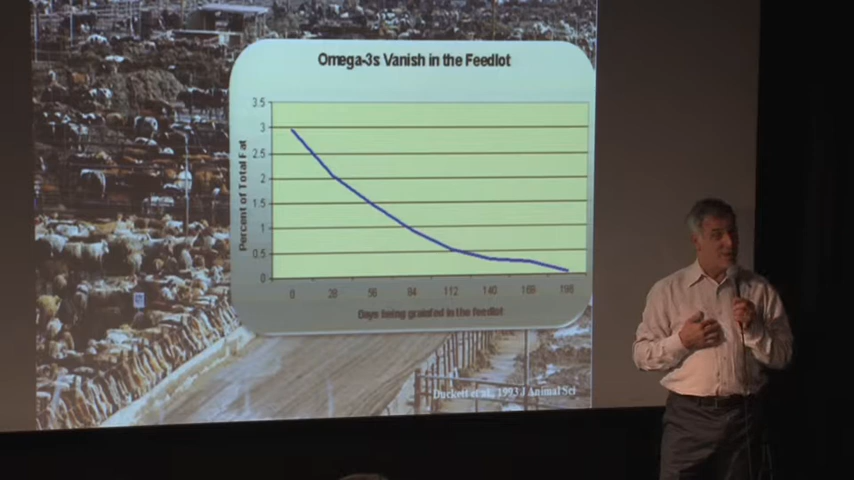 Omega-3s Vanish in the Feedlot
3.5
3
2.5
2
1.5
1
0.5
0
Percent of Total Fat
0 28 56 84 112 140 166 196
Days being grainfed in the feedlot
Duckett et al., 1993 J Animal Sci